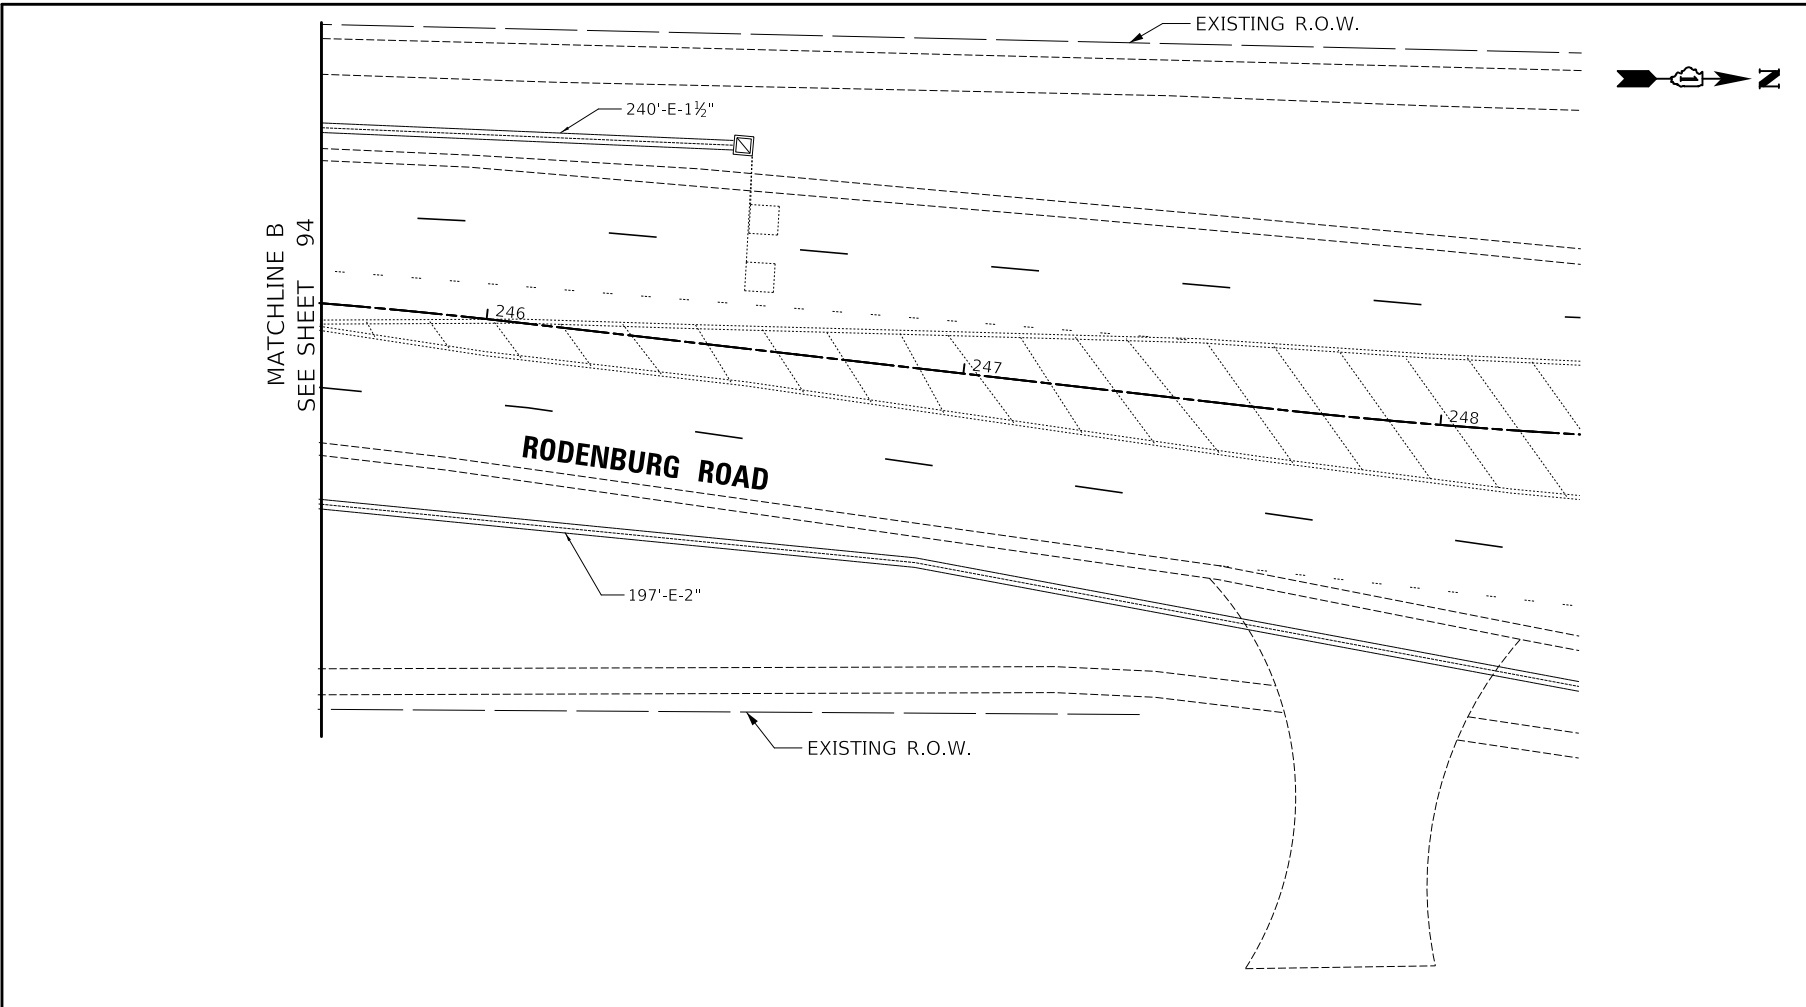 EXISTING R.O.W.
N
240'-E-1½"
MATCHLINE B
SEE SHEET 94
246
247
248
RODENBURG ROAD
197'-E-2"
EXISTING R.O.W.